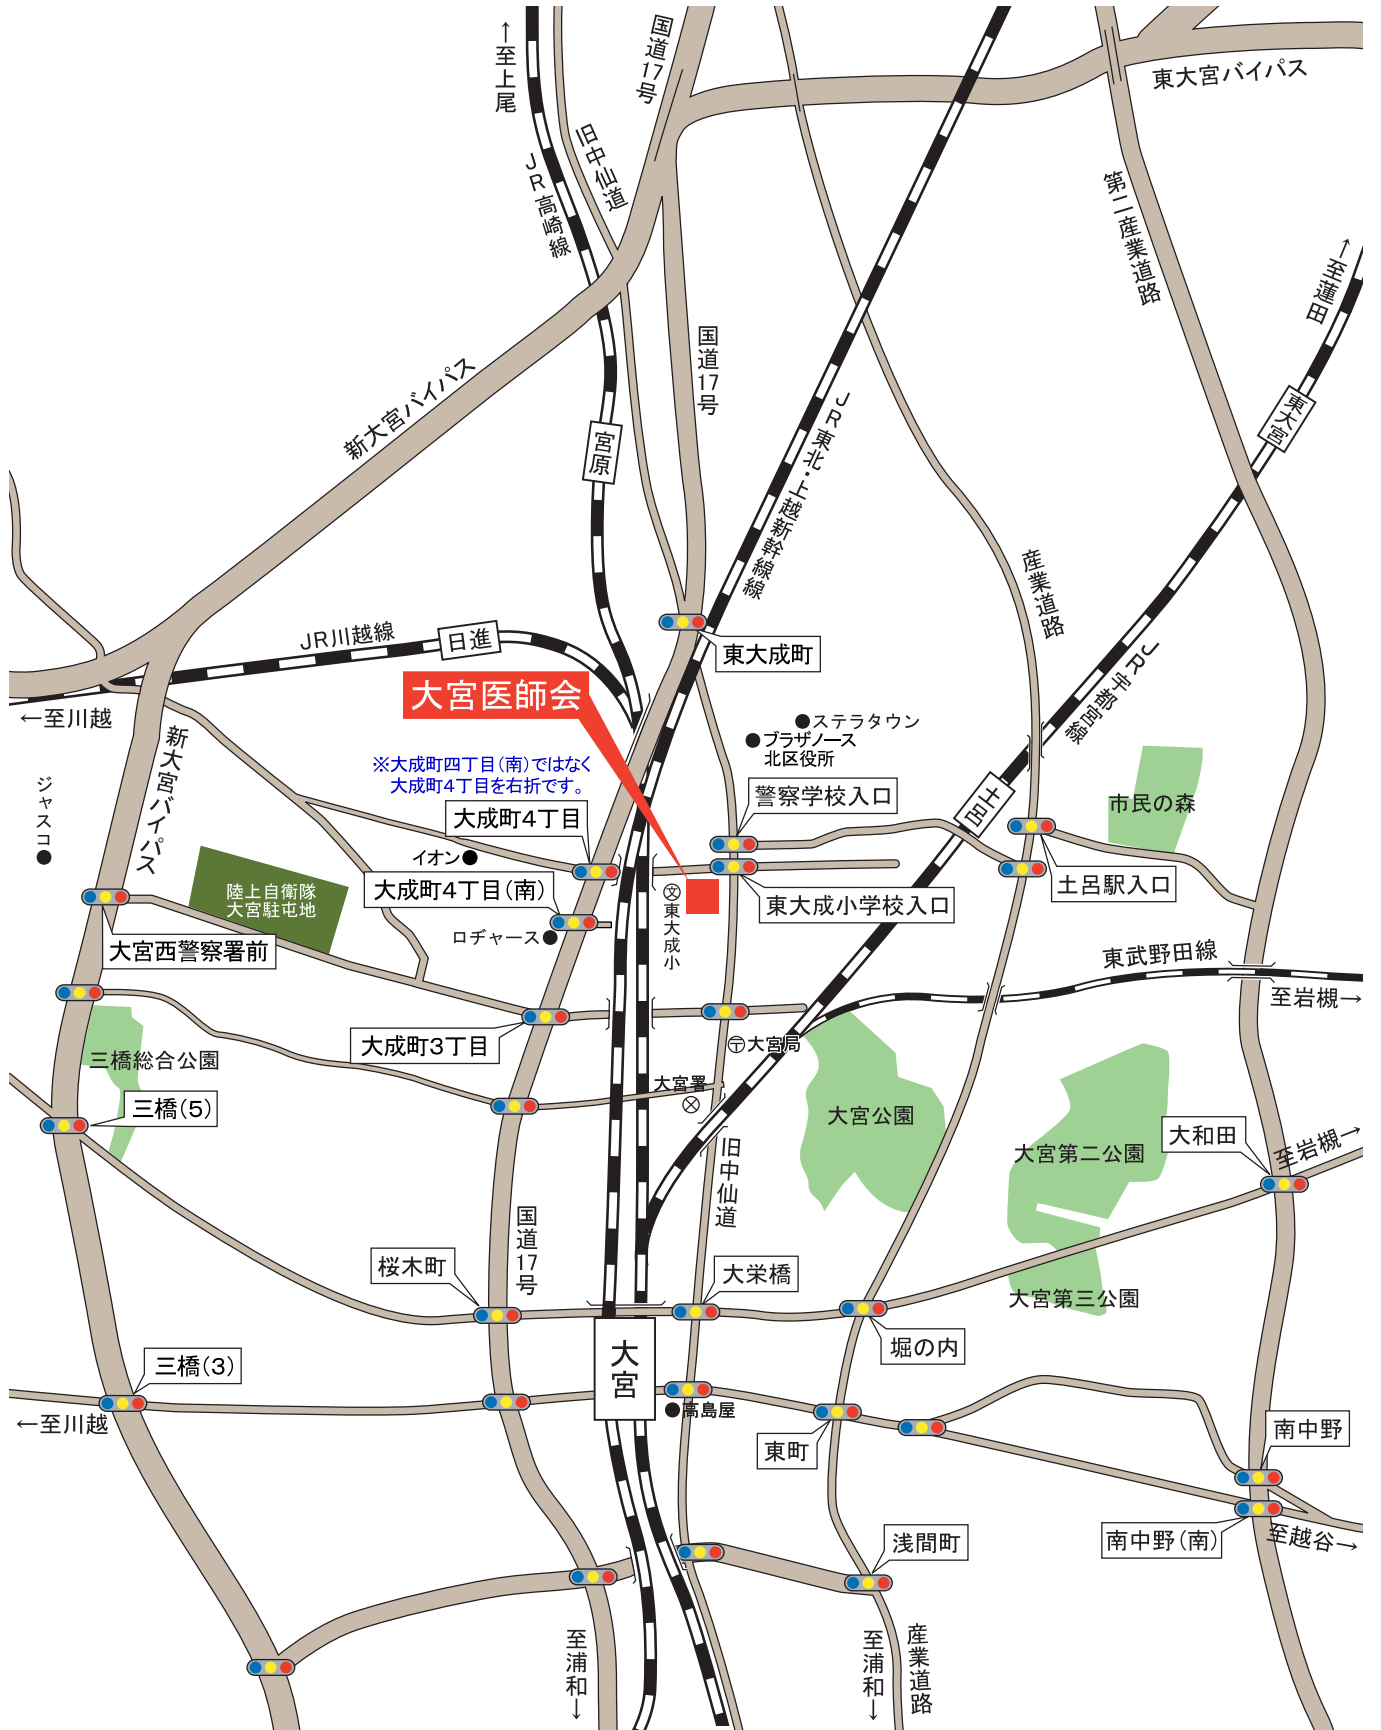 ←至上尾
国道17号
東大宮バイパス
旧中仙道
JR高崎線
第二産業道路
←至蓮田
国道17号
新大宮バイパス
JR東北・上越新幹線線
東大宮
宮原
産業道路
JR川越線
日進
東大成町
JR宇都宮線
大宮医師会
←至川越
ステラタウン
ブラザノース
北区役所
新大宮バイパス
※大成町四丁目(南)ではなく
大成町4丁目を右折です。
ジャスコ
土呂
市民の森
警察学校入口
大成町4丁目
イオン
大成町4丁目(南)
陸上自衛隊
大宮駐屯地
土呂駅入口
文
東大成小
東大成小学校入口
ロヂャース
大宮西警察署前
東武野田線
至岩槻→
大成町3丁目
〒大宮局
三橋総合公園
大宮署
三橋(5)
大宮公園
大和田
至岩槻→
大宮第二公園
旧中仙道
国道17号
桜木町
大栄橋
大宮第三公園
堀の内
大宮
三橋(3)
←至川越
高島屋
東町
南中野
南中野(南)
至越谷→
浅間町
至浦和→
至浦和→
産業道路